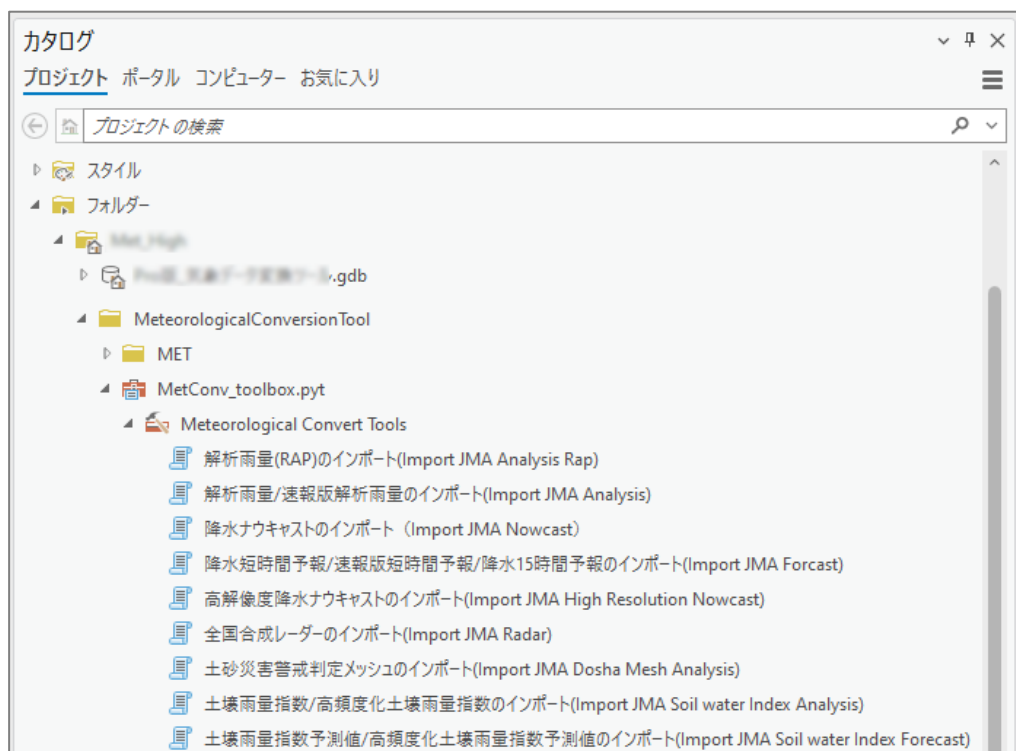 カタログ
プロジェクト ポータル コンピューター お気に入り
プロジェクトの検索
スタイル
フォルダー
.gdb
MeteorologicalConversionTool
MET
MetConv_toolbox.pyt
Meteorological Convert Tools
解析雨量(RAP)のインポート(Import JMA Analysis Rap)
解析雨量/速報版解析雨量のインポート(Import JMA Analysis)
降水ナウキャストのインポート（Import JMA Nowcast）
降水短時間予報/速報版短時間予報/降水15時間予報のインポート(Import JMA Forcast)
高解像度降水ナウキャストのインポート(Import JMA High Resolution Nowcast)
全国合成レーダーのインポート(Import JMA Radar)
土砂災害警戒判定メッシュのインポート(Import JMA Dosha Mesh Analysis)
土壌雨量指数/高頻度化土壌雨量指数のインポート(Import JMA Soil water Index Analysis)
土壌雨量指数予測値/高頻度化土壌雨量指数予測値のインポート(Import JMA Soil water Index Forecast)